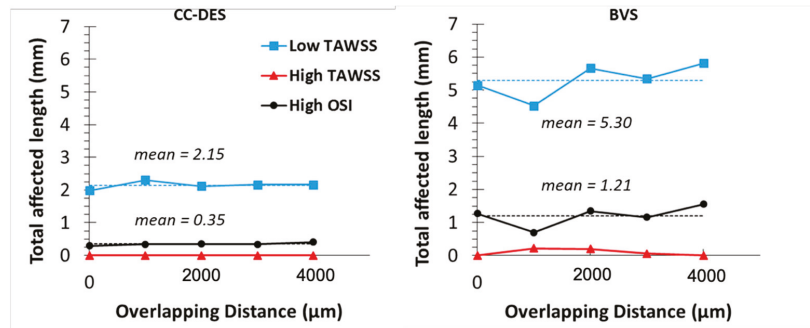 CC-DES
Total affected length (mm)
7
6
5
4
3
2
1
0
Low TAWSS
High TAWSS
High OSI
mean = 2.15
mean = 0.35
0
2000
4000
Overlapping Distance (µm)
BVS
Total affected length (mm)
7
6
5
4
3
2
1
0
mean = 5.30
mean = 1.21
0
2000
4000
Overlapping Distance (µm)